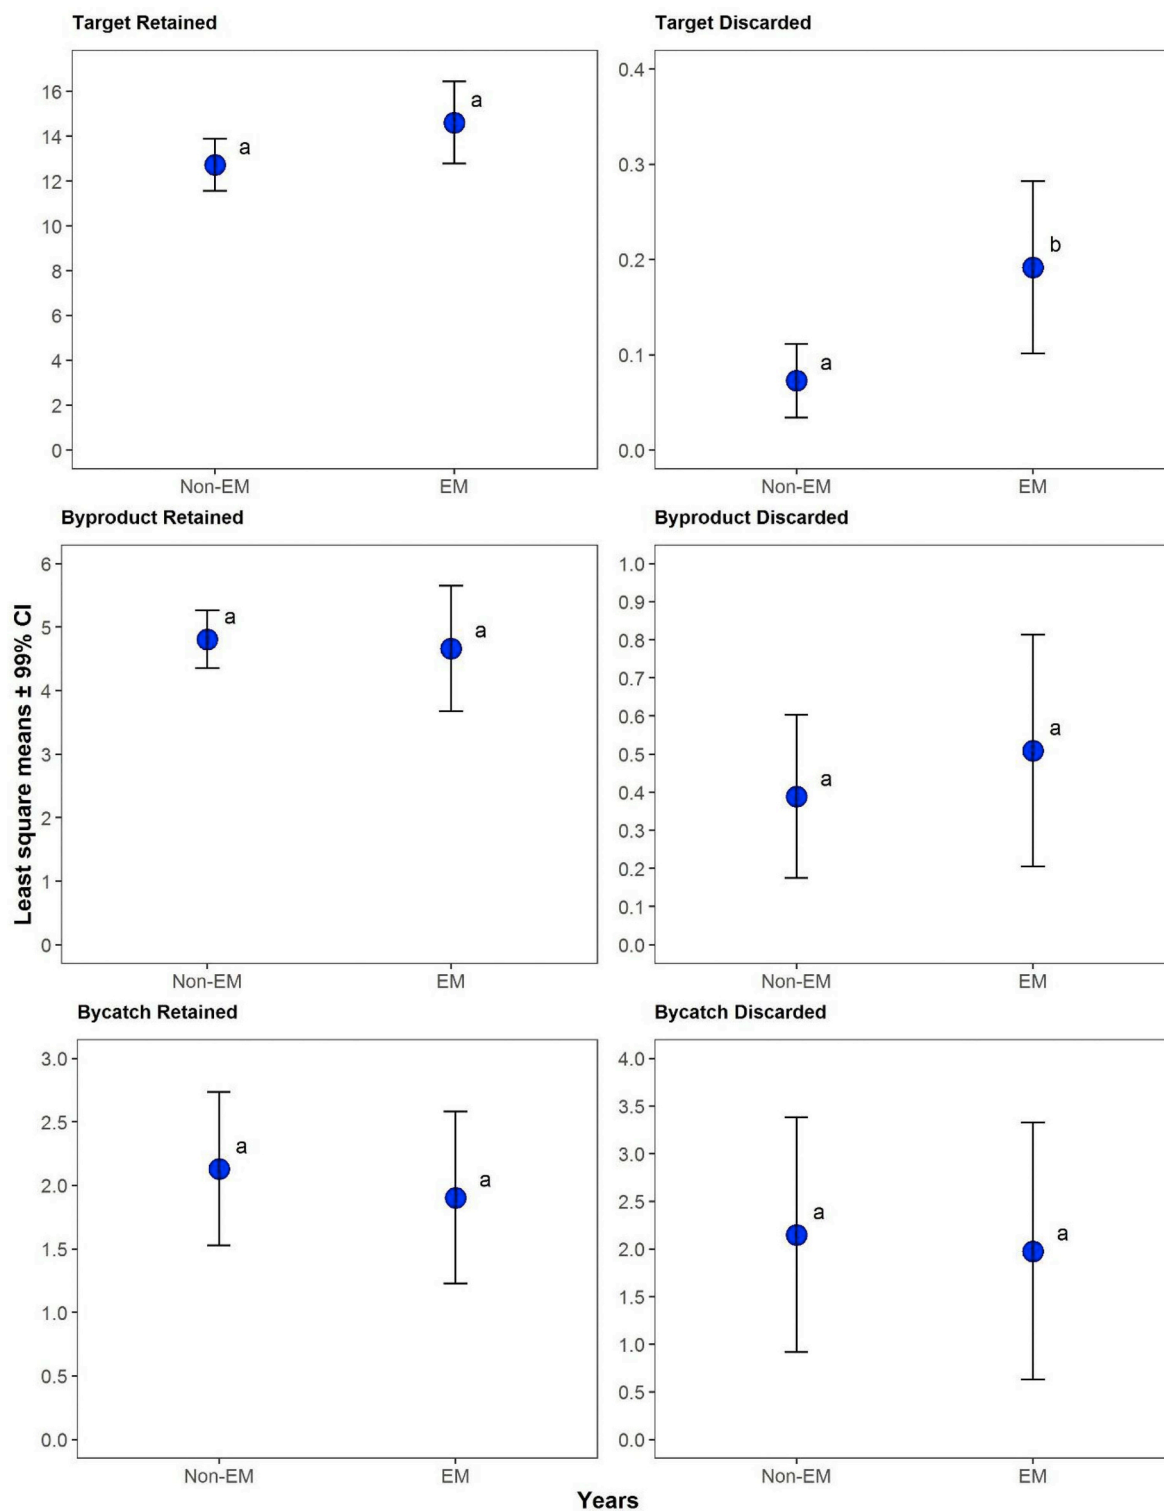 Target Retained
16
14
12
10
8
6
4
2
0
a
a
Non-EM
EM
Target Discarded
0.4
0.3
0.2
0.1
0.0
a
b
Non-EM
EM
Least square means ± 99% CI
Byproduct Retained
6
5
4
3
2
1
0
a
a
Non-EM
EM
Byproduct Discarded
1.0
0.9
0.8
0.7
0.6
0.5
0.4
0.3
0.2
0.1
0.0
a
a
Non-EM
EM
Bycatch Retained
3.0
2.5
2.0
1.5
1.0
0.5
0.0
a
a
Non-EM
EM
Bycatch Discarded
4.0
3.5
3.0
2.5
2.0
1.5
1.0
0.5
0.0
a
a
Non-EM
EM
Years